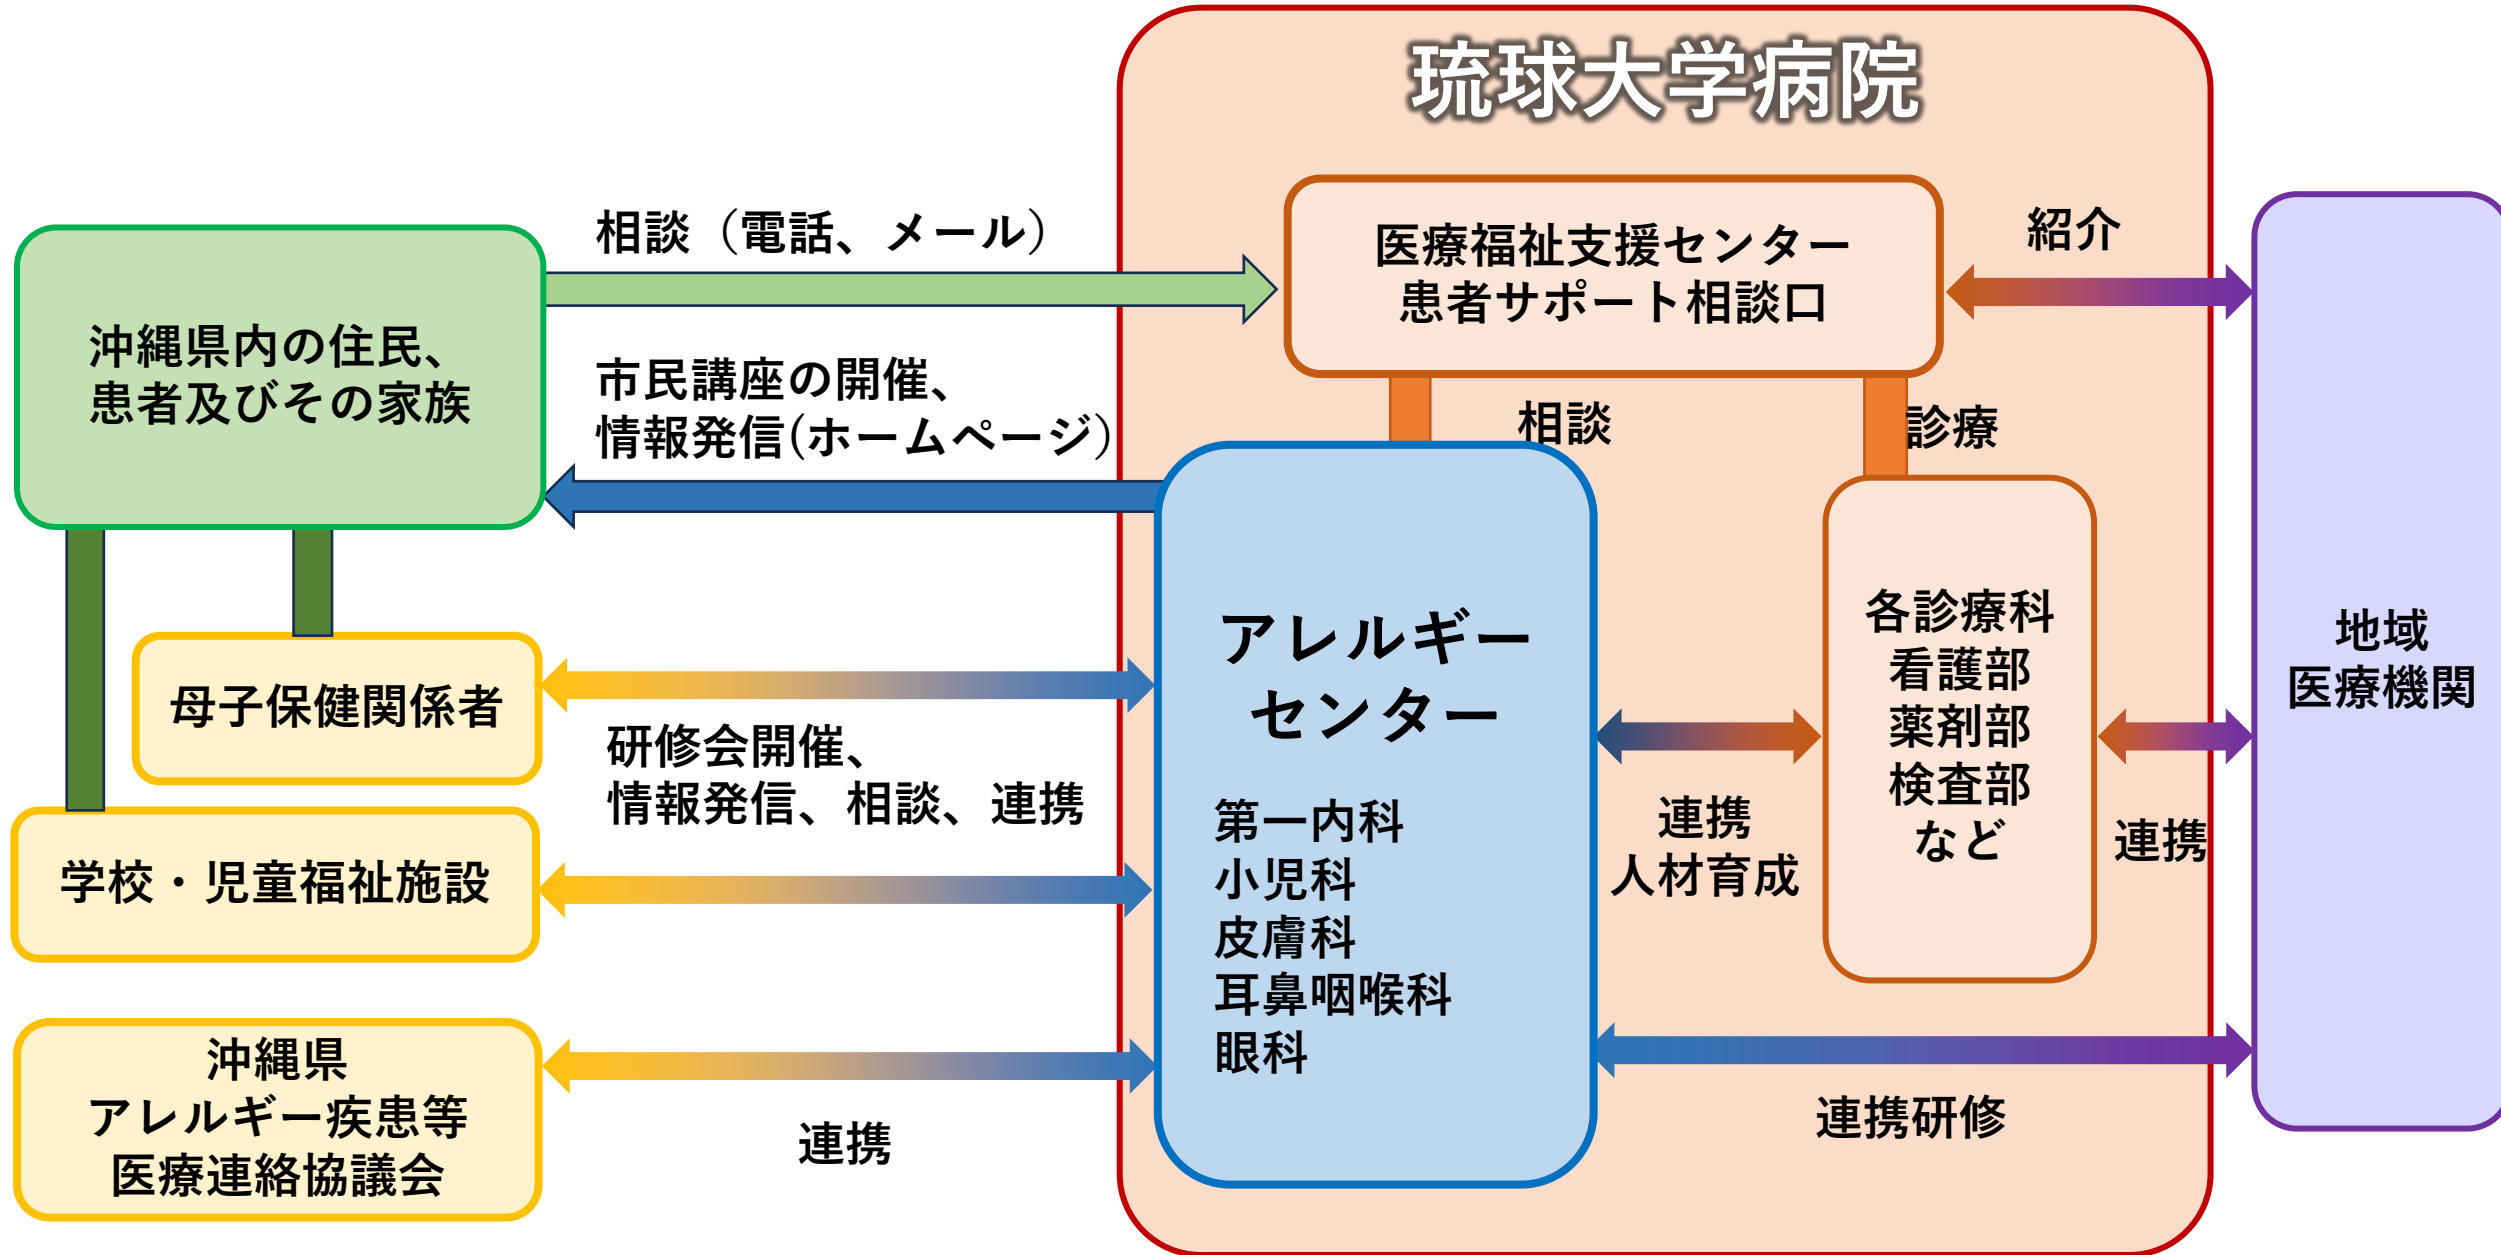 琉球大学病院
医療福祉支援センター
患者サポート相談口
紹介
相談（電話、メール）
沖縄県内の住民、
患者及びその家族
市民講座の開催、
情報発信(ホームページ)
相談
診療
アレルギー
センター
第一内科
小児科
皮膚科
耳鼻咽喉科
眼科
各診療科
看護部
薬剤部
検査部
など
地域
医療機関
母子保健関係者
研修会開催、
情報発信、相談、連携
連携
人材育成
連携
学校・児童福祉施設
沖縄県
アレルギー疾患等
医療連絡協議会
連携
連携研修